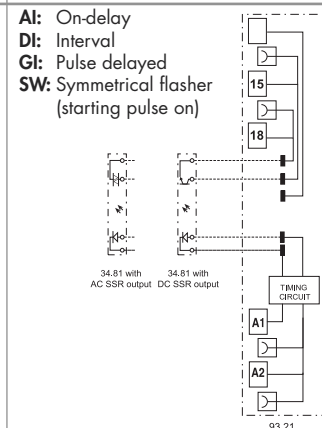 AI: On-delay
DI: Interval
GI: Pulse delayed
SW: Symmetrical flasher
(starting pulse on)
15
18
34.81 with
AC SSR output
34.81 with
DC SSR output
TIMING
CIRCUIT
A1
A2
93.21